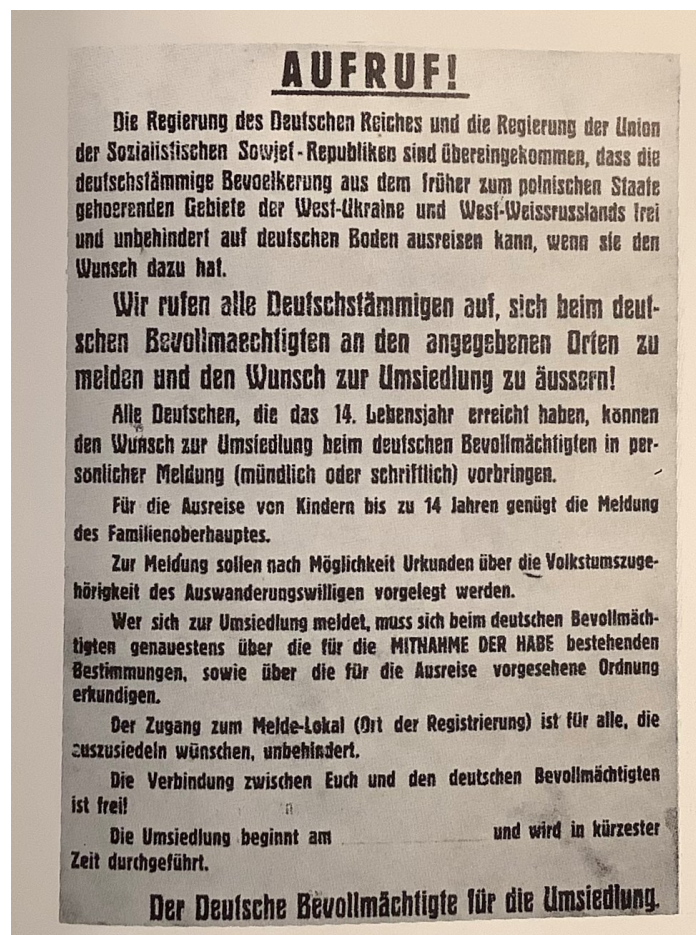 AUFRUF!
Die Regierung des Deutschen Reiches und die Regierung der Union
der Sozialistischen Sowjet-Republiken sind übereingekommen, dass die
deutschstämmige Bevoelkerung aus dem früher zum polnischen Staate
gehoerenden Gebiete der West-Ukraine und West-Weissrusslands frei
und unbehindert auf deutschen Boden ausreisen kann, wenn sie den
Wunsch dazu hat.
Wir rufen alle Deutschstämmigen auf, sich beim deut-
schen Bevollmaechtigten an den angegebenen Orten zu
melden und den Wunsch zur Umsiedlung zu äussern!
Alle Deutschen, die das 14. Lebensjahr erreicht haben, können
den Wunsch zur Umsiedlung beim deutschen Bevollmächtigten in per-
sönlicher Meldung (mündlich oder schriftlich) vorbringen.
Für die Ausreise von Kindern bis zu 14 Jahren genügt die Meldung
des Familienoberhauptes.
Zur Meldung sollen nach Möglichkeit Urkunden über die Volkstumszuge-
hörigkeit des Auswanderungswilligen vorgelegt werden.
Wer sich zur Umsiedlung meldet, muss sich beim deutschen Bevollmäch-
tigten genauestens über die für die MITNAHME DER HABE bestehenden
Bestimmungen, sowie über die für die Ausreise vorgesehene Ordnung
erkundigen.
Der Zugang zum Melde-Lokal (Ort der Registrierung) ist für alle, die
auszusiedeln wünschen, unbehindert.
Die Verbindung zwischen Euch und den deutschen Bevollmächtigten
ist frei!
Die Umsiedlung beginnt am und wird in kürzester
Zeit durchgeführt.
Der Deutsche Bevollmächtigte für die Umsiedlung.